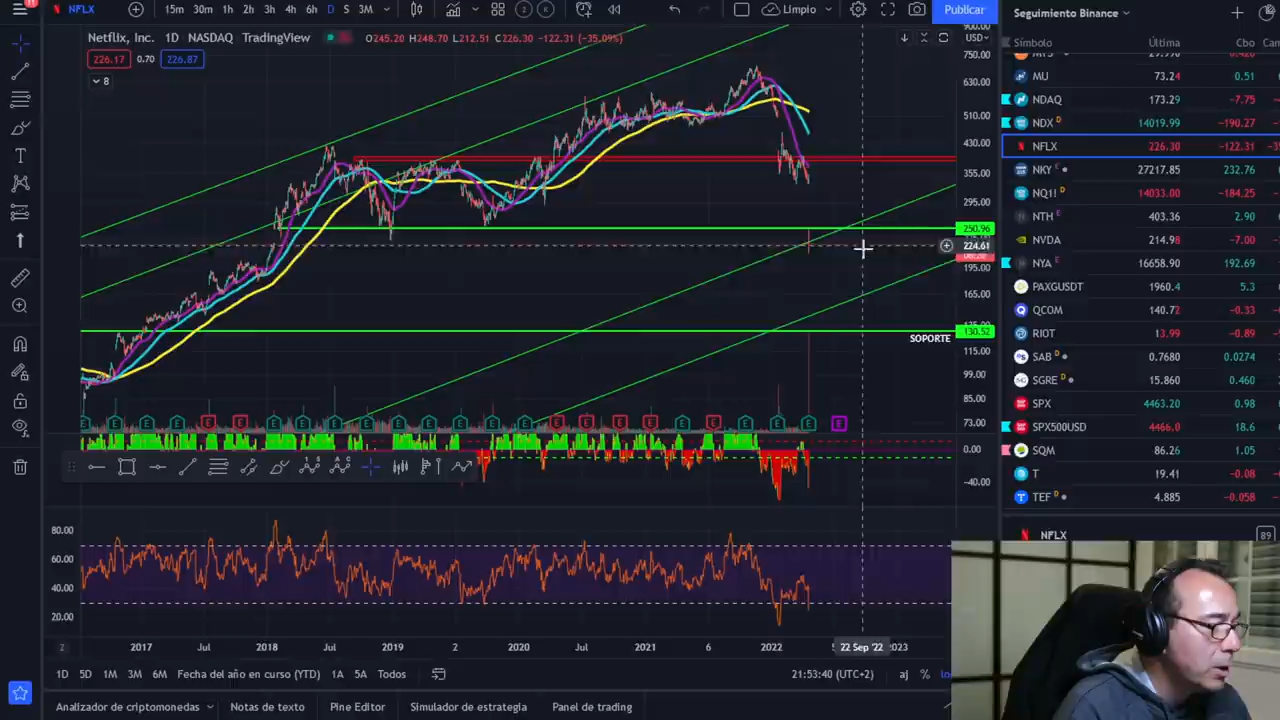 11
NFLX
15m 30m 1h 2h 3h 4h 6h D S 3M
Limpio
Publicar
Netflix, Inc. 1D NASDAQ TradingView
O245.20 H248.70 L212.51 C226.30 −122.31 (−35.09%)
USD
226.17 0.70 226.87
8
750.00
630.00
510.00
430.00
355.00
295.00
250.96
224.61
195.00
165.00
130.52
SOPORTE
115.00
99.00
85.00
73.00
0.00
−40.00
80.00
60.00
40.00
20.00
2017 Jul 2018 Jul 2019 2 2020 Jul 2021 6 2022 22 Sep '22 2023
1D 5D 1M 3M 6M Fecha del año en curso (YTD) 1A 5A Todos
21:53:40 (UTC+2)
%
Analizador de criptomonedas Notas de texto Pine Editor Simulador de estrategia Panel de trading
Seguimiento Binance
Símbolo Última Cbo
MU 73.24 0.51
NDAQ 173.29 −7.75
NDX D 14019.99 −190.27
NFLX 226.30 −122.31
NKY E 27217.85 232.76
NQ1! D 14033.00 −184.25
NTH E 403.36 2.90
NVDA 214.98 −7.00
NYA E 16658.90 192.69
PAXGUSDT 1960.4 5.3
QCOM 140.72 −0.33
RIOT 13.99 −0.89
SAB D 0.7680 0.0274
SGRE D 15.860 0.460
SPX 4463.20 0.98
SPX500USD 4466.0 18.6
SQM 86.26 1.05
T 19.41 −0.08
TEF D 4.885 −0.058
NFLX
89